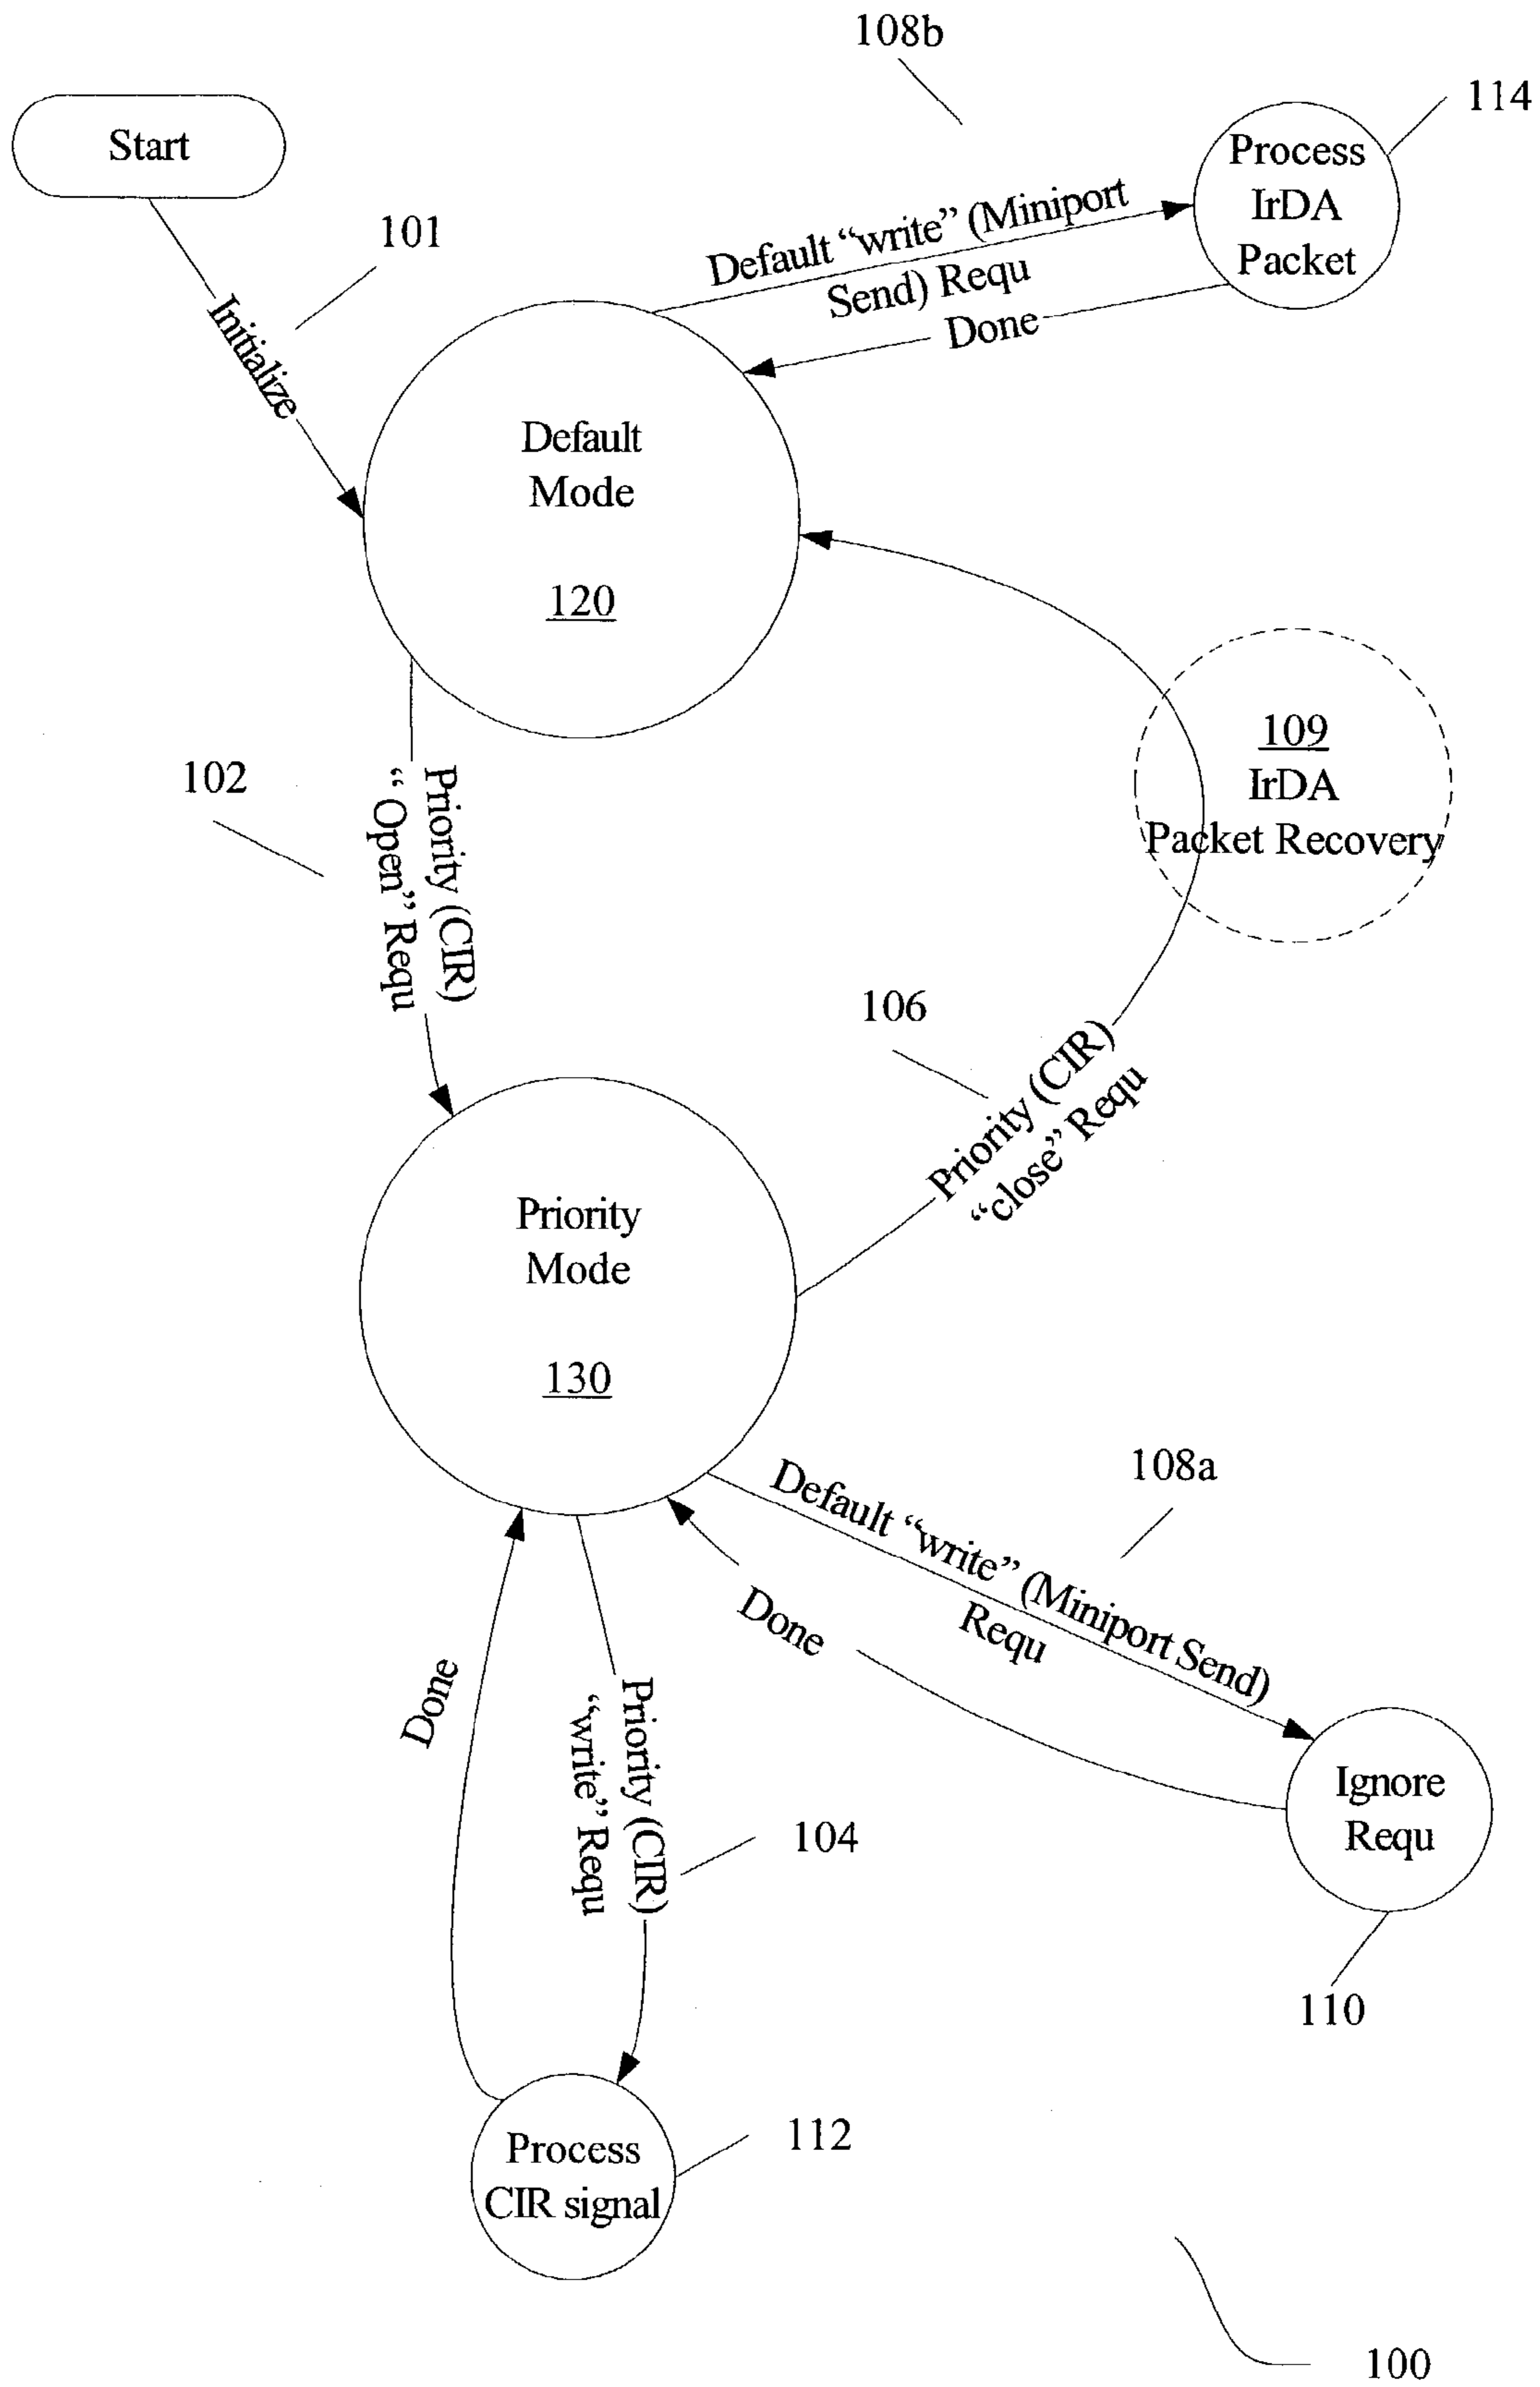 108b
114
Start
Process
IrDA
Packet
101
Default “write” (Miniport
Send) Requ
Done
Initialize
Default
Mode
120
109
IrDA
Packet Recovery
102
Priority (CIR)
“ Open” Requ
106
Priority (CIR)
“close” Requ
Priority
Mode
130
108a
Default “write” (Miniport Send)
Requ
Done
Done
Priority (CIR)
“write” Requ
Ignore
Requ
104
110
112
Process
CIR signal
100